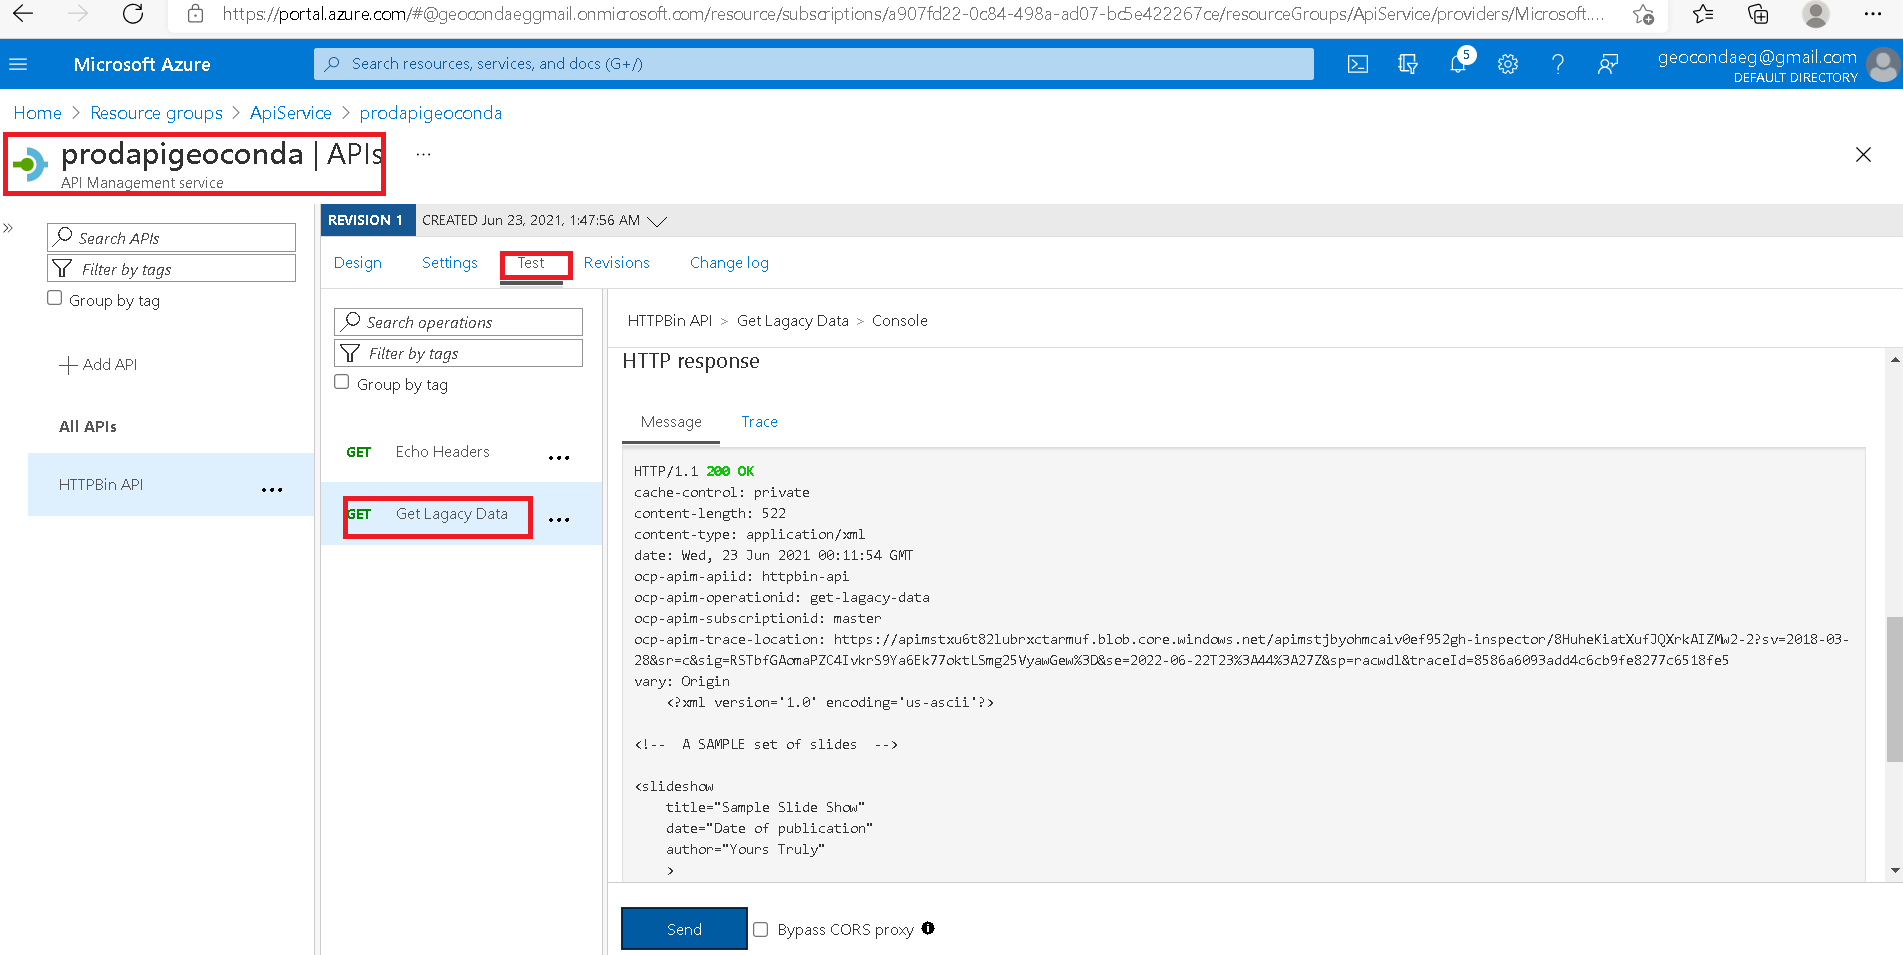 https://portal.azure.com/#@geocondaeggmail.onmicrosoft.com/resource/subscriptions/a907fd22-0c84-498a-ad07-bc5e422267ce/resourceGroups/ApiService/providers/Microsoft....
Microsoft Azure
Search resources, services, and docs (G+/)
5
geocondaeg@gmail.com
DEFAULT DIRECTORY
Home > Resource groups > ApiService > prodapigeoconda
prodapigeoconda | APIs
...
API Management service
REVISION 1
CREATED Jun 23, 2021, 1:47:56 AM
Search APIs
Filter by tags
Group by tag
Add API
All APIs
HTTPBin API
...
Design
Settings
Test
Revisions
Change log
Search operations
Filter by tags
Group by tag
GET Echo Headers ...
GET Get Lagacy Data ...
HTTPBin API > Get Lagacy Data > Console
HTTP response
Message
Trace
HTTP/1.1 200 OK
cache-control: private
content-length: 522
content-type: application/xml
date: Wed, 23 Jun 2021 00:11:54 GMT
ocp-apim-apiid: httpbin-api
ocp-apim-operationid: get-lagacy-data
ocp-apim-subscriptionid: master
ocp-apim-trace-location: https://apimstxu6t82lubrxctarmuf.blob.core.windows.net/apimstjbyohmcaiv0ef952gh-inspector/8HuheKiatXufJQXrkAIZMw2-2?sv=2018-03-
28&sr=c&sig=RSTbfGAomaPZC4IvkrS9Ya6Ek77oktLSmg25VyawGew%3D&se=2022-06-22T23%3A44%3A27Z&sp=racwdl&traceId=8586a6093add4c6cb9fe8277c6518fe5
vary: Origin
<?xml version='1.0' encoding='us-ascii'?>
<!--  A SAMPLE set of slides  -->
<slideshow
title="Sample Slide Show"
date="Date of publication"
author="Yours Truly"
>
Send
Bypass CORS proxy